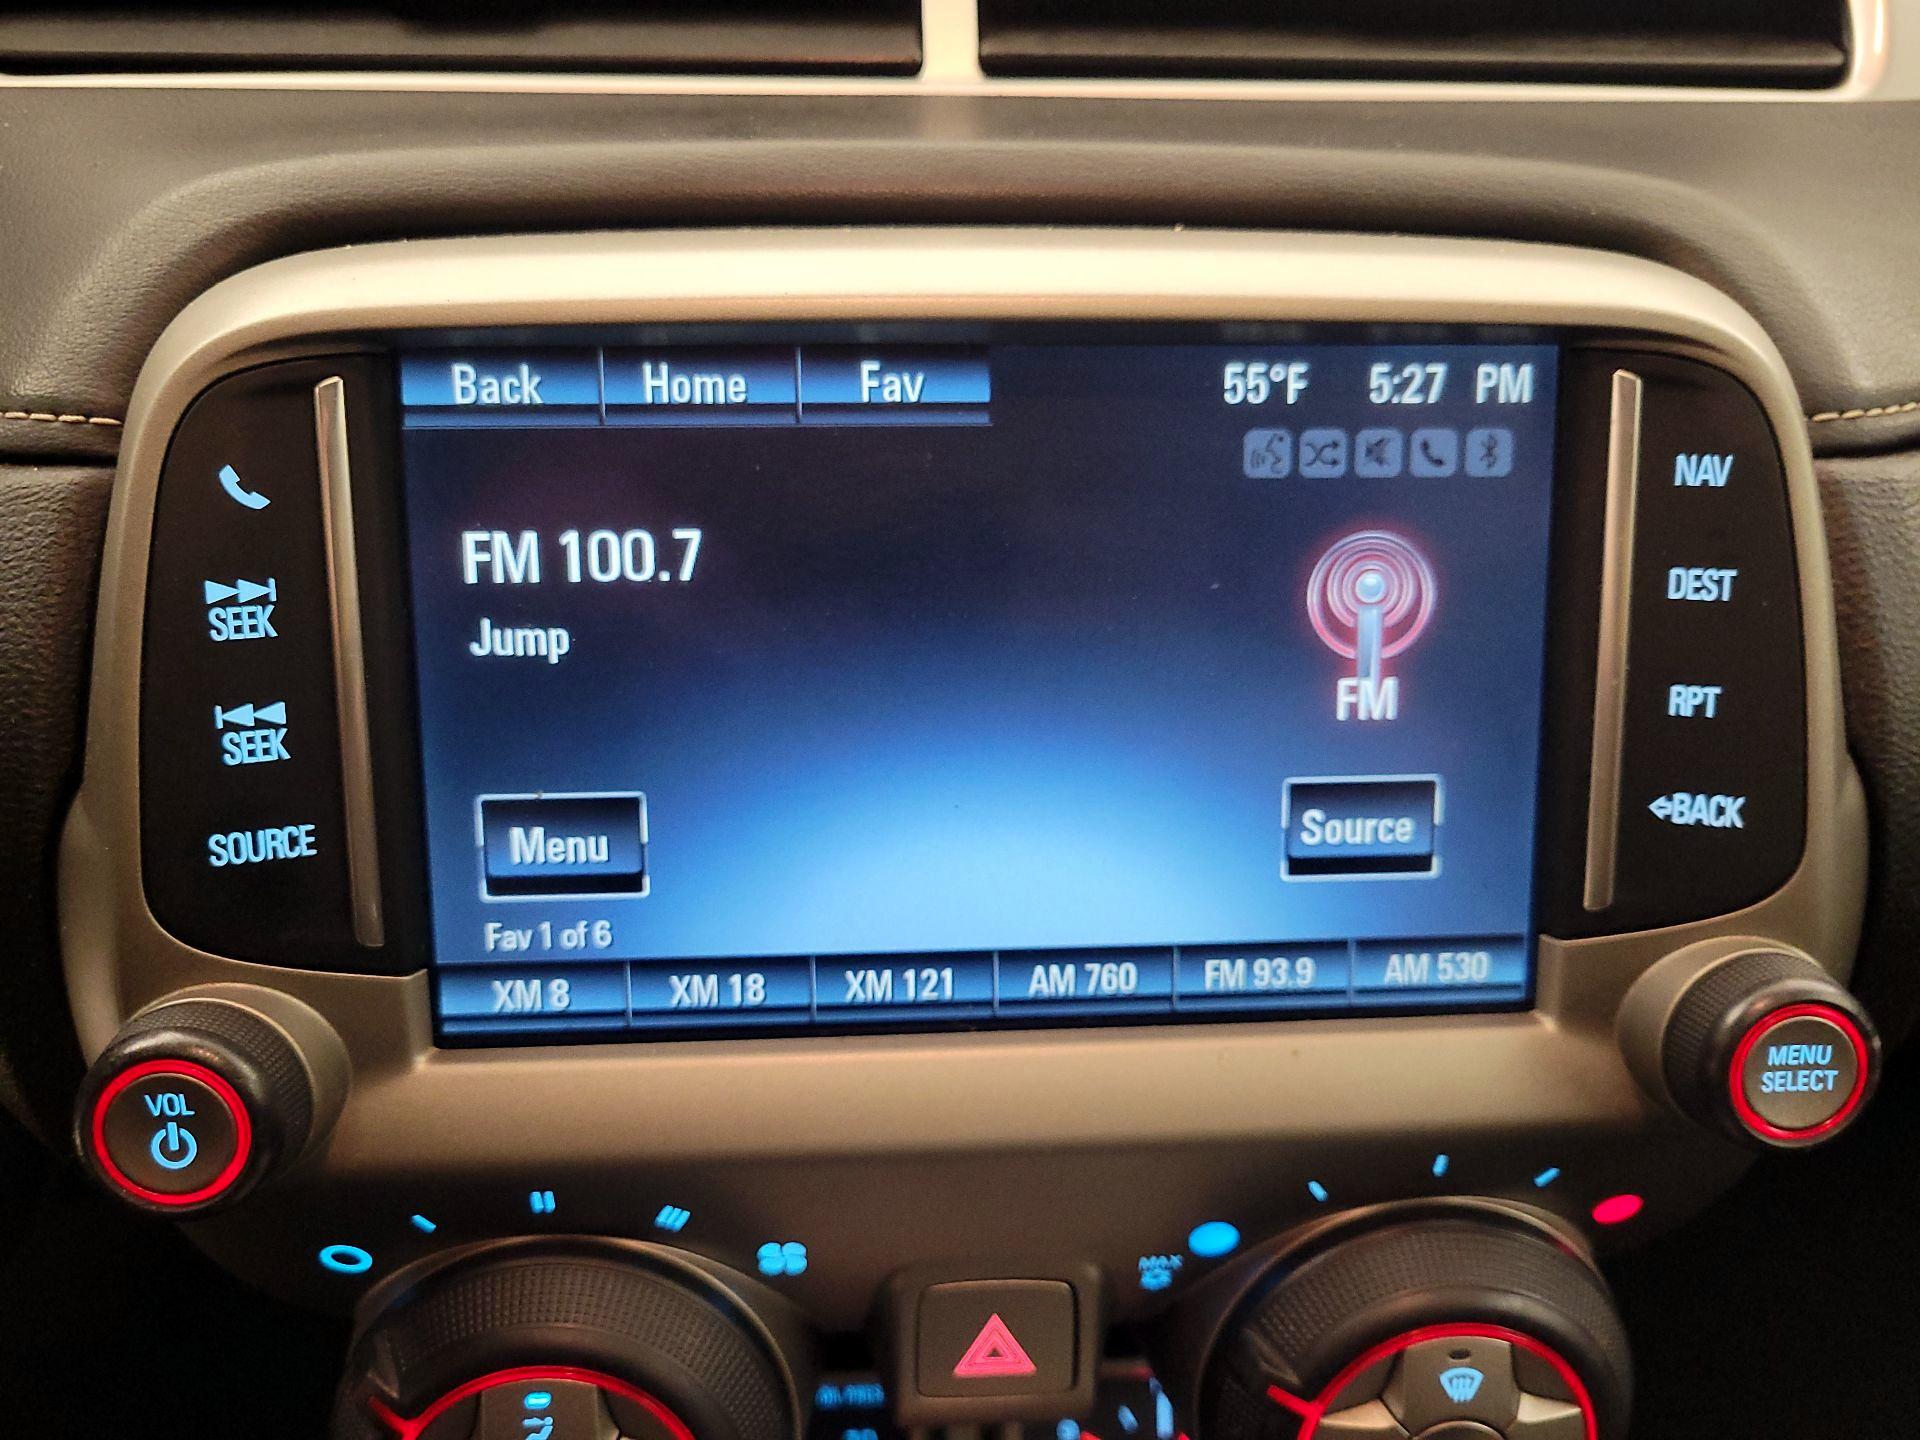 Back Home Fav 55°F 5:27 PM
FM 100.7
Jump
FM
Menu
Source
Fav 1 of 6
XM 8 XM 18 XM 121 AM 760 FM 93.9 AM 530
SEEK
SEEK
SOURCE
NAV
DEST
RPT
BACK
VOL
MENU
SELECT
MAX